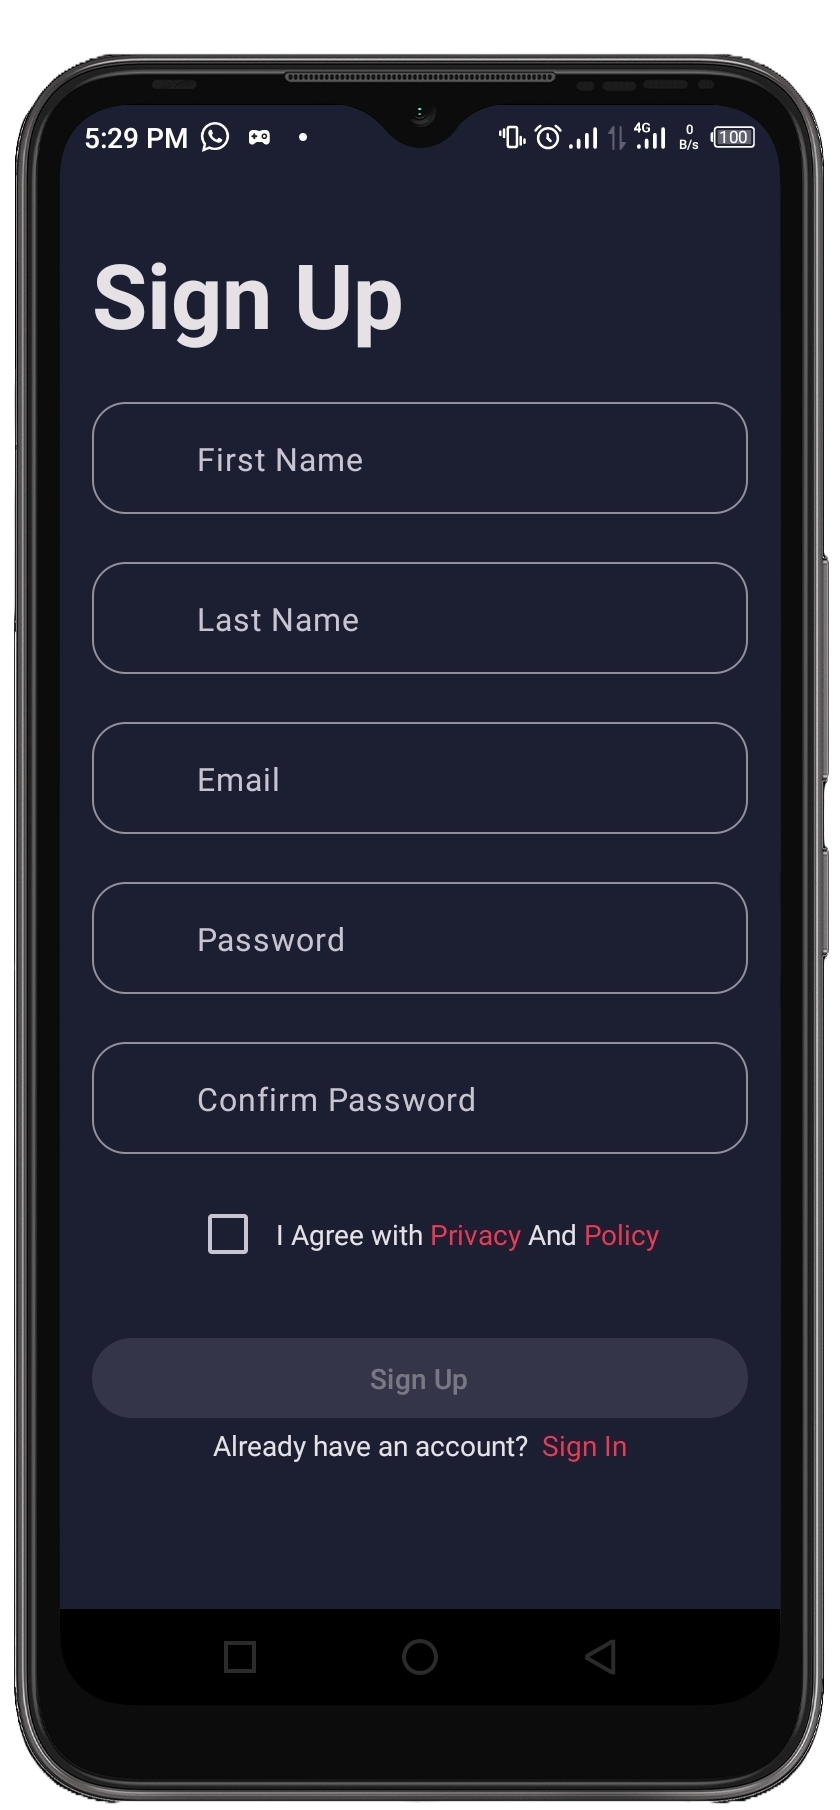 5:29 PM 4G 0 B/s 100
Sign Up
First Name
Last Name
Email
Password
Confirm Password
I Agree with Privacy And Policy
Sign Up
Already have an account? Sign In